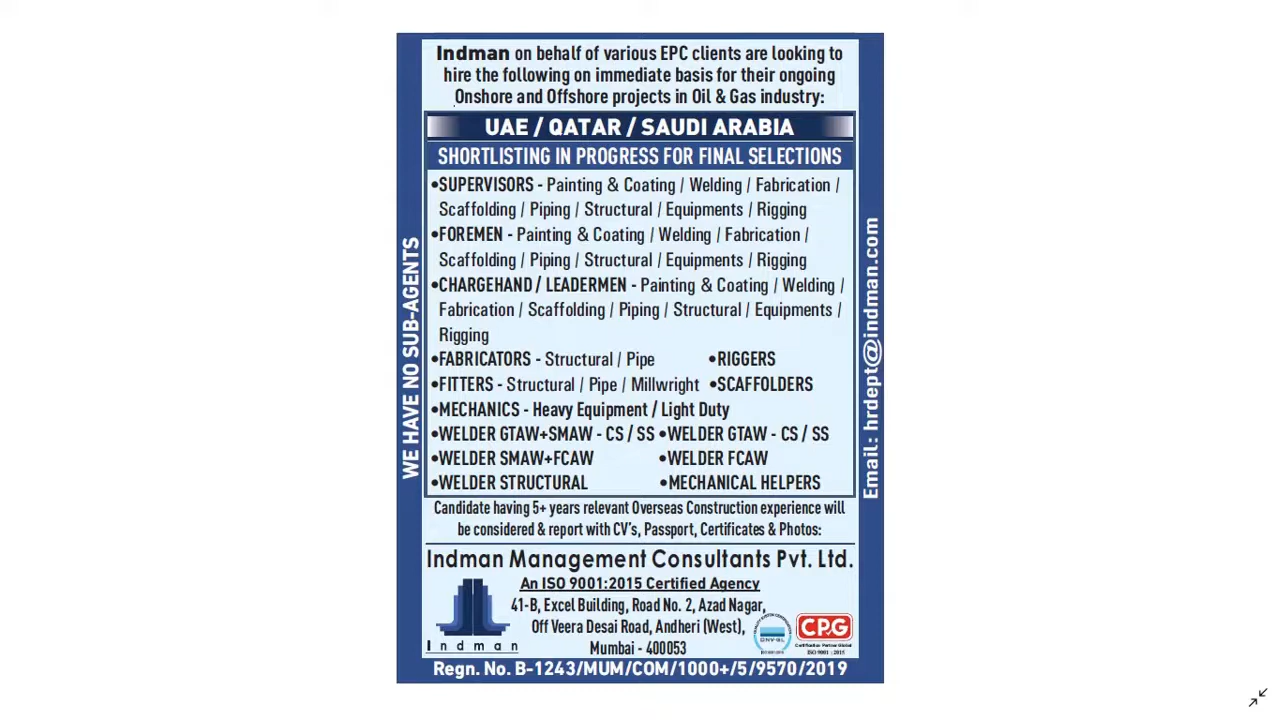 Indman on behalf of various EPC clients are looking to
hire the following on immediate basis for their ongoing
Onshore and Offshore projects in Oil & Gas industry:
UAE / QATAR / SAUDI ARABIA
SHORTLISTING IN PROGRESS FOR FINAL SELECTIONS
•SUPERVISORS - Painting & Coating / Welding / Fabrication /
Scaffolding / Piping / Structural / Equipments / Rigging
•FOREMEN - Painting & Coating / Welding / Fabrication /
Scaffolding / Piping / Structural / Equipments / Rigging
•CHARGEHAND / LEADERMEN - Painting & Coating / Welding /
Fabrication / Scaffolding / Piping / Structural / Equipments /
Rigging
•FABRICATORS - Structural / Pipe •RIGGERS
•FITTERS - Structural / Pipe / Millwright •SCAFFOLDERS
•MECHANICS - Heavy Equipment / Light Duty
•WELDER GTAW+SMAW - CS / SS •WELDER GTAW - CS / SS
•WELDER SMAW+FCAW •WELDER FCAW
•WELDER STRUCTURAL •MECHANICAL HELPERS
Candidate having 5+ years relevant Overseas Construction experience will
be considered & report with CV's, Passport, Certificates & Photos:
Indman Management Consultants Pvt. Ltd.
An ISO 9001:2015 Certified Agency
41-B, Excel Building, Road No. 2, Azad Nagar,
Off Veera Desai Road, Andheri (West),
Mumbai - 400053
Indman
DNV·GL
CPG
Certification Partner Global
ISO 9001 : 2015
Regn. No. B-1243/MUM/COM/1000+/5/9570/2019
WE HAVE NO SUB-AGENTS
Email: hrdept@indman.com